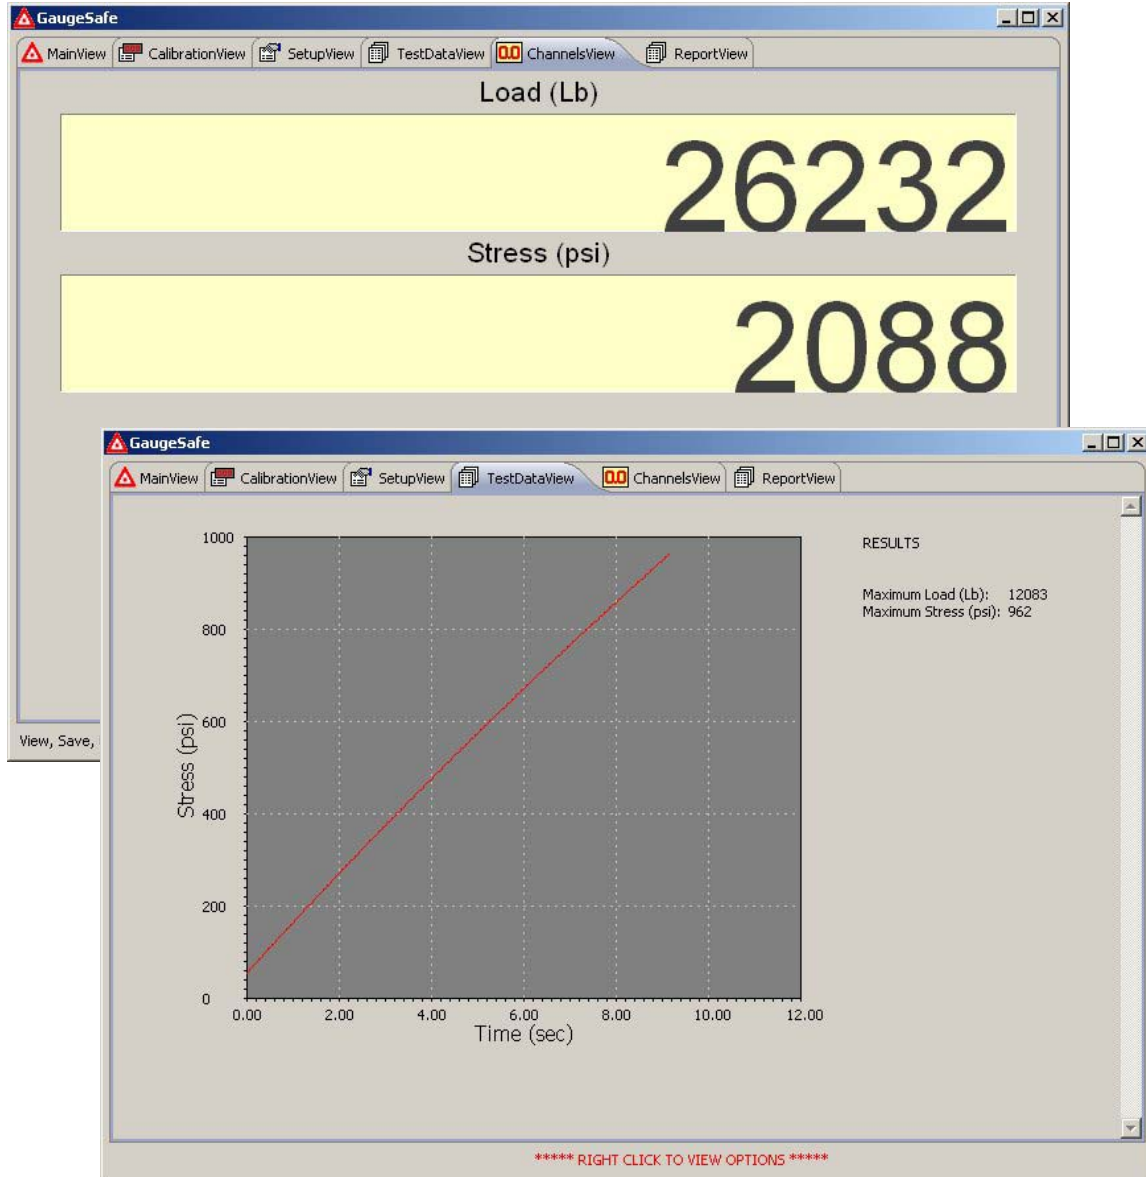 GaugeSafe
MainView CalibrationView SetupView TestDataView 0.0 ChannelsView ReportView
Load (Lb)
26232
Stress (psi)
2088
View, Save,
GaugeSafe
MainView CalibrationView SetupView TestDataView 0.0 ChannelsView ReportView
RESULTS
Maximum Load (Lb): 12083
Maximum Stress (psi): 962
1000
800
600
400
200
0
Stress (psi)
0.00 2.00 4.00 6.00 8.00 10.00 12.00
Time (sec)
***** RIGHT CLICK TO VIEW OPTIONS *****